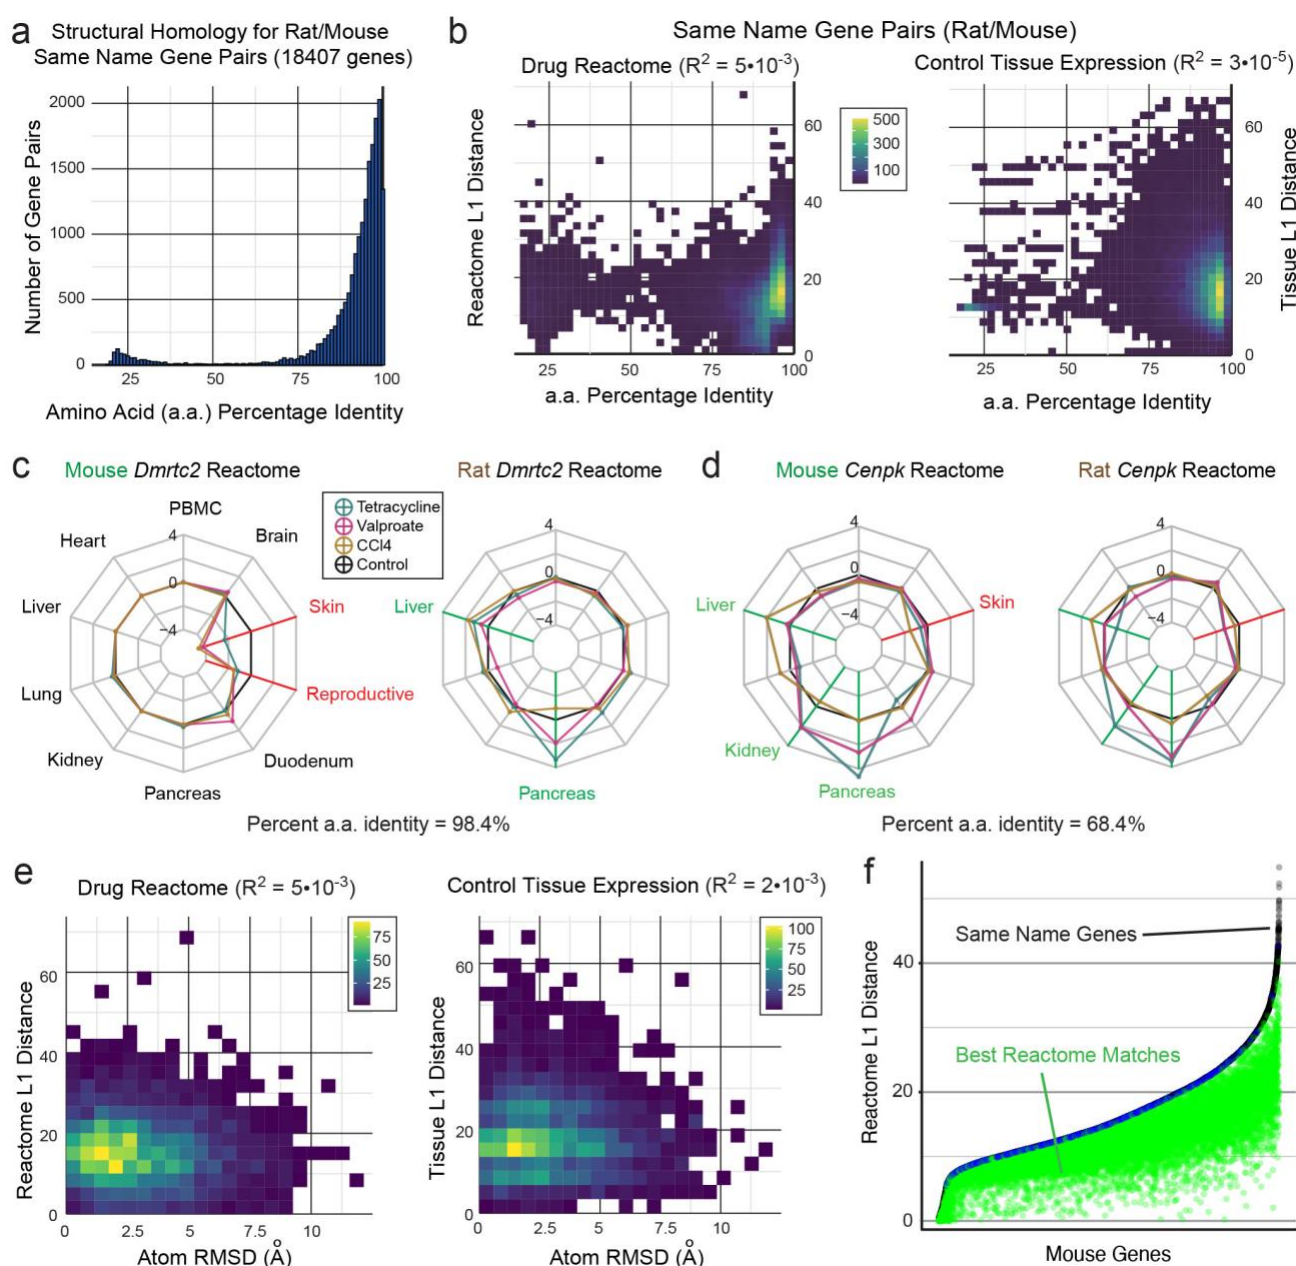 a
Structural Homology for Rat/Mouse
Same Name Gene Pairs (18407 genes)
Number of Gene Pairs
2000
1500
1000
500
0
25 50 75 100
Amino Acid (a.a.) Percentage Identity
b
Same Name Gene Pairs (Rat/Mouse)
Drug Reactome (R² = 5•10⁻³)
Reactome L1 Distance
60
40
20
0
25 50 75 100
a.a. Percentage Identity
500
300
100
Control Tissue Expression (R² = 3•10⁻⁵)
Tissue L1 Distance
60
40
20
0
25 50 75 100
a.a. Percentage Identity
c
Mouse Dmrtc2 Reactome
PBMC
4
0
−4
Heart
Brain
Liver
Skin
Lung
Reproductive
Kidney
Duodenum
Pancreas
Tetracycline
Valproate
CCl4
Control
Rat Dmrtc2 Reactome
4
0
−4
Liver
Pancreas
Percent a.a. identity = 98.4%
d
Mouse Cenpk Reactome
4
0
−4
Liver
Skin
Kidney
Pancreas
Rat Cenpk Reactome
4
0
−4
Percent a.a. identity = 68.4%
e
Drug Reactome (R² = 5•10⁻³)
Reactome L1 Distance
60
40
20
0
0 2.5 5 7.5 10
Atom RMSD (Å)
75
50
25
Control Tissue Expression (R² = 2•10⁻³)
Tissue L1 Distance
60
40
20
0
0 2.5 5 7.5 10
Atom RMSD (Å)
100
75
50
25
f
Reactome L1 Distance
40
20
0
Same Name Genes
Best Reactome Matches
Mouse Genes